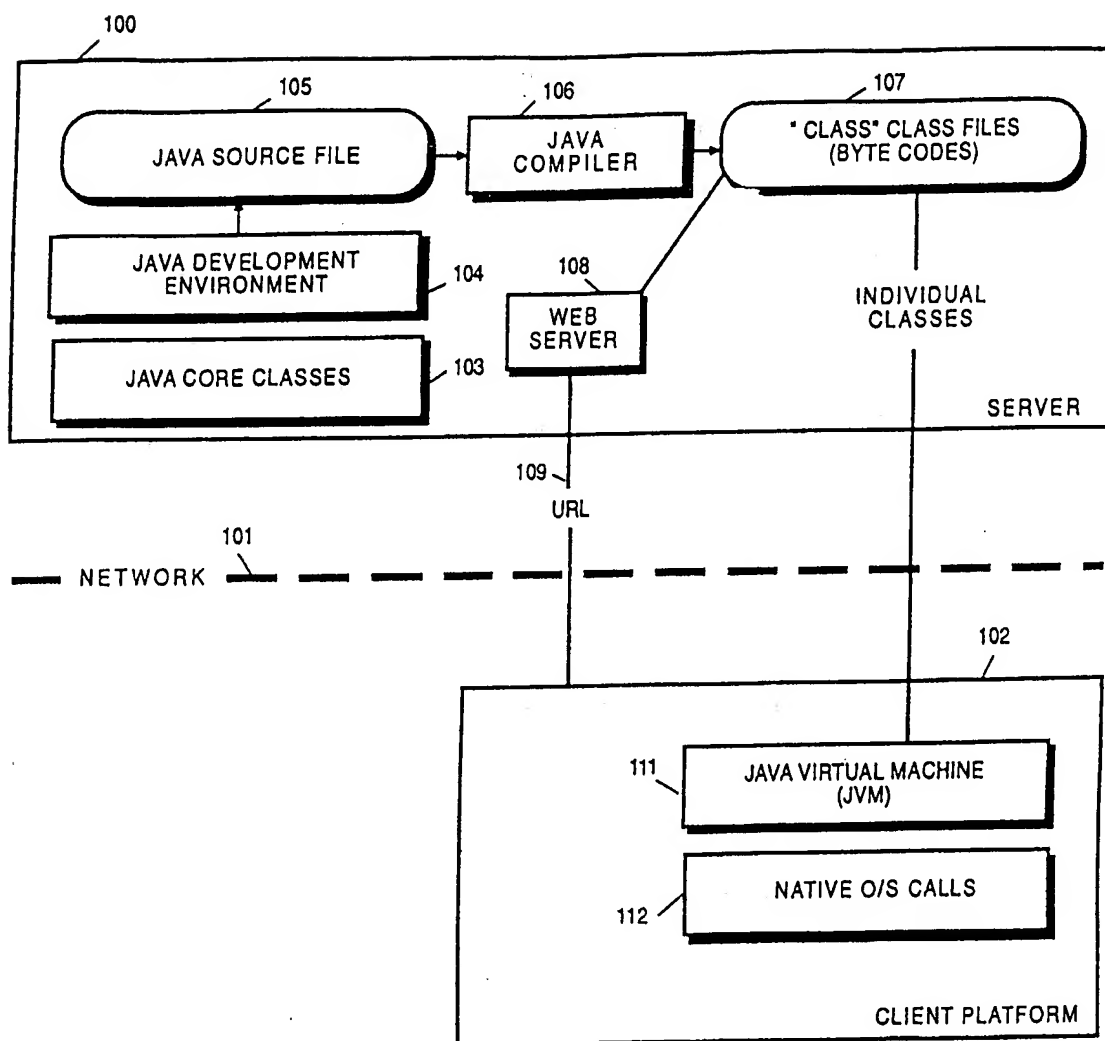 100
105
106
107
JAVA SOURCE FILE
JAVA
COMPILER
" CLASS" CLASS FILES
(BYTE CODES)
JAVA DEVELOPMENT
ENVIRONMENT
104
108
WEB
SERVER
INDIVIDUAL
CLASSES
JAVA CORE CLASSES
103
SERVER
109
URL
101
NETWORK
102
111
JAVA VIRTUAL MACHINE
(JVM)
112
NATIVE O/S CALLS
CLIENT PLATFORM